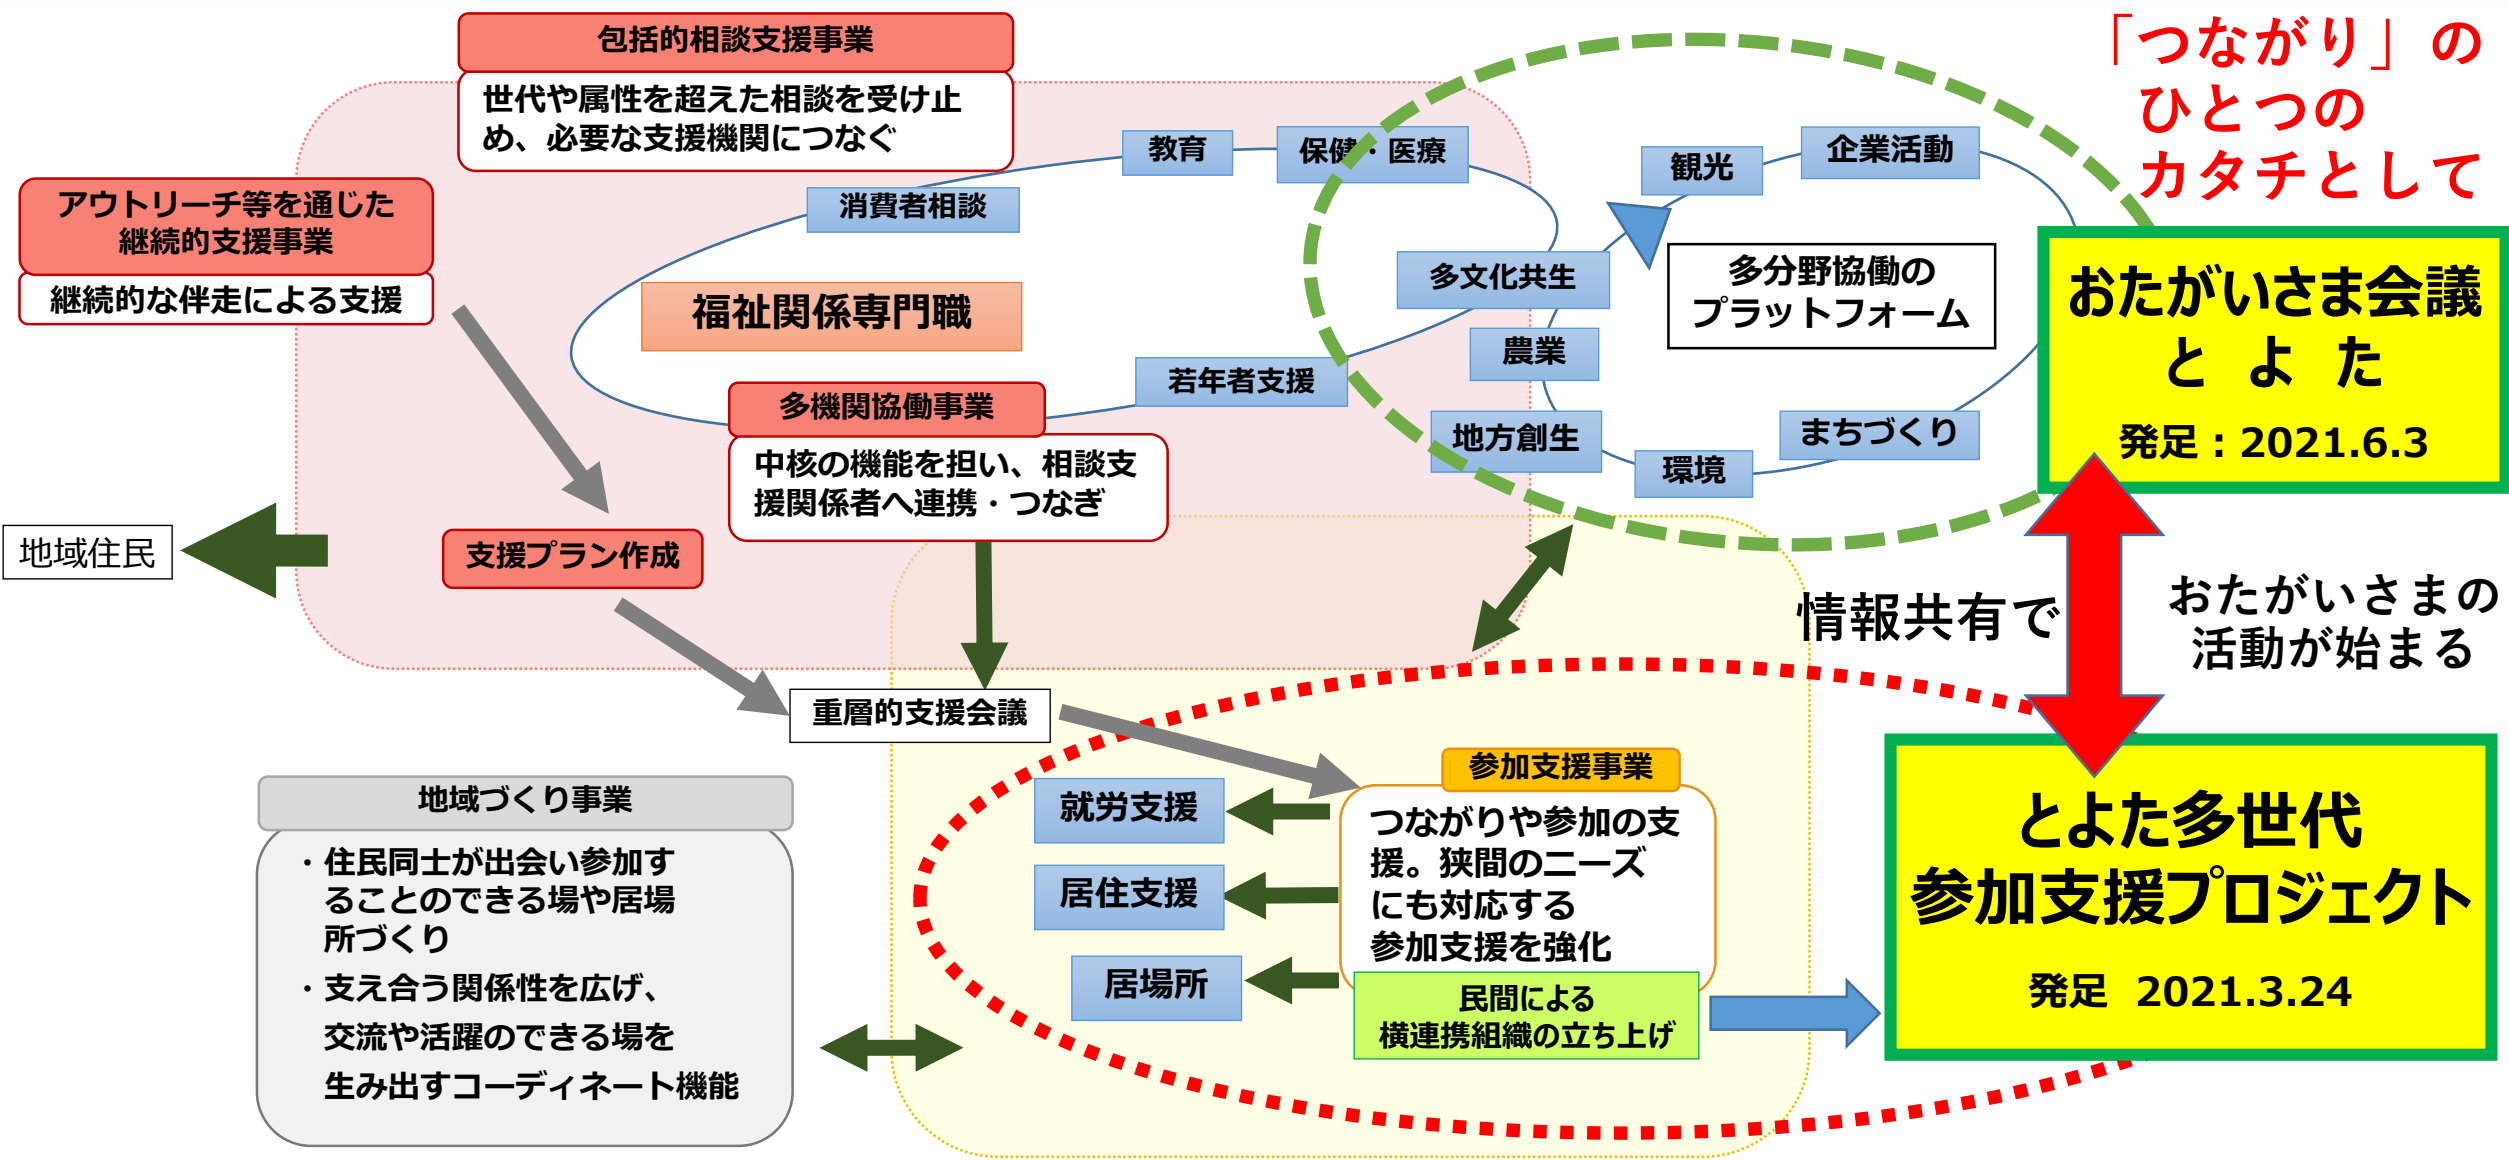 包括的相談支援事業
世代や属性を超えた相談を受け止
め、必要な支援機関につなぐ
「つながり」の
ひとつの
カタチとして
アウトリーチ等を通じた
継続的支援事業
継続的な伴走による支援
教育
保健・医療
消費者相談
観光
企業活動
福祉関係専門職
多文化共生
多分野協働の
プラットフォーム
農業
若年者支援
地方創生
環境
まちづくり
おたがいさま会議
とよた
発足：2021.6.3
多機関協働事業
中核の機能を担い、相談支
援関係者へ連携・つなぎ
地域住民
支援プラン作成
情報共有で
おたがいさまの
活動が始まる
重層的支援会議
地域づくり事業
・住民同士が出会い参加す
ることのできる場や居場
所づくり
・支え合う関係性を広げ、
交流や活躍のできる場を
生み出すコーディネート機能
就労支援
居住支援
居場所
参加支援事業
つながりや参加の支
援。狭間のニーズ
にも対応する
参加支援を強化
民間による
横連携組織の立ち上げ
とよた多世代
参加支援プロジェクト
発足 2021.3.24